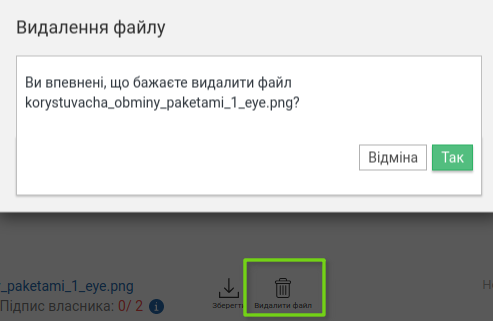 Видалення файлу
Ви впевнені, що бажаєте видалити файл
korystuvacha_obminy_paketami_1_eye.png?
Відміна
Так
_paketami_1_eye.png
Підпис власника: 0/ 2
Зберегти
Видалити файл